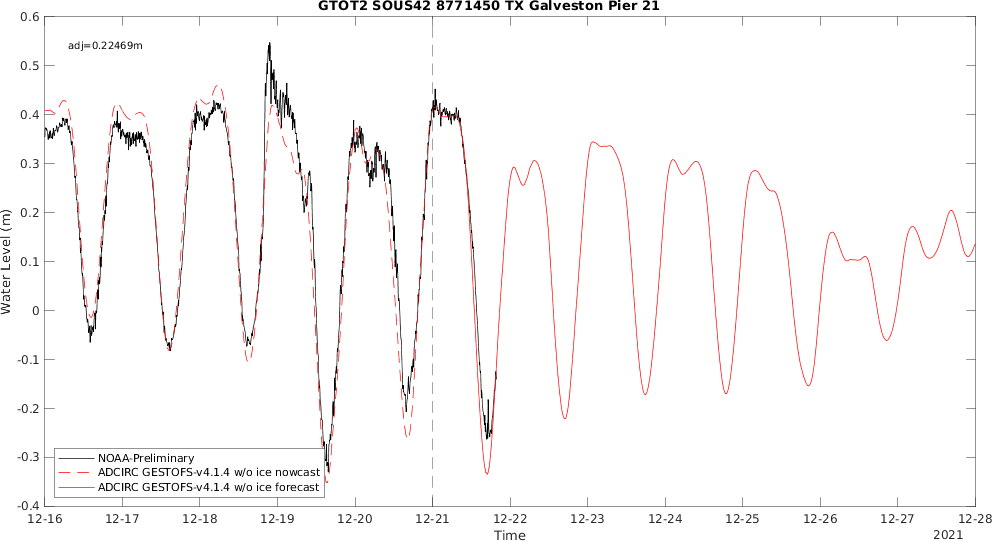 GTOT2 SOUS42 8771450 TX Galveston Pier 21
adj=0.22469m
0.6
0.5
0.4
0.3
0.2
0.1
0
-0.1
-0.2
-0.3
-0.4
Water Level (m)
NOAA-Preliminary
ADCIRC GESTOFS-v4.1.4 w/o ice nowcast
ADCIRC GESTOFS-v4.1.4 w/o ice forecast
12-16 12-17 12-18 12-19 12-20 12-21 12-22 12-23 12-24 12-25 12-26 12-27 12-28
Time
2021